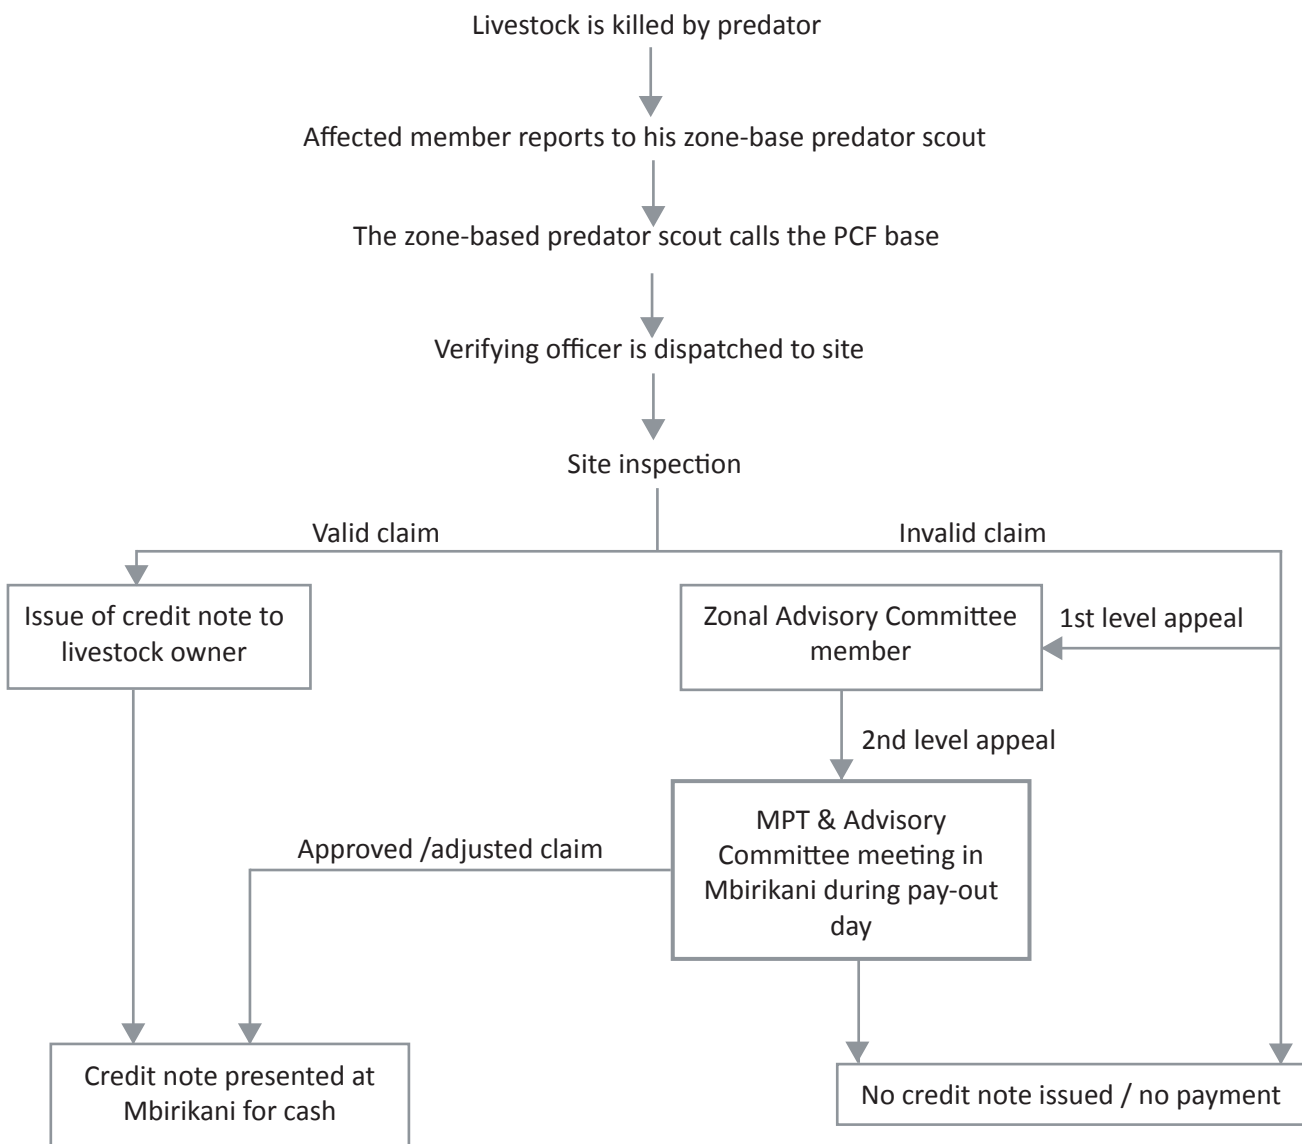 Livestock is killed by predator
Affected member reports to his zone-base predator scout
The zone-based predator scout calls the PCF base
Verifying officer is dispatched to site
Site inspection
Valid claim
Invalid claim
Issue of credit note to
livestock owner
Zonal Advisory Committee
member
1st level appeal
2nd level appeal
MPT & Advisory
Committee meeting in
Mbirikani during pay-out
day
Approved /adjusted claim
Credit note presented at
Mbirikani for cash
No credit note issued / no payment